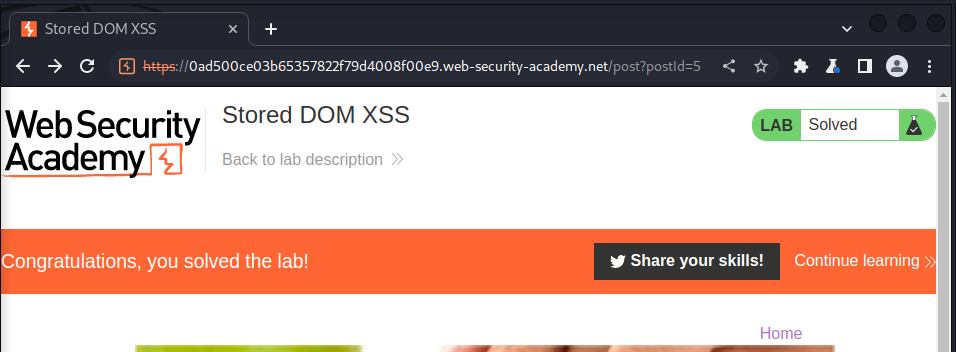 Stored DOM XSS
https://0ad500ce03b65357822f79d4008f00e9.web-security-academy.net/post?postId=5
Web Security
Academy
Stored DOM XSS
Back to lab description
LAB Solved
Congratulations, you solved the lab!
Share your skills!
Continue learning
Home